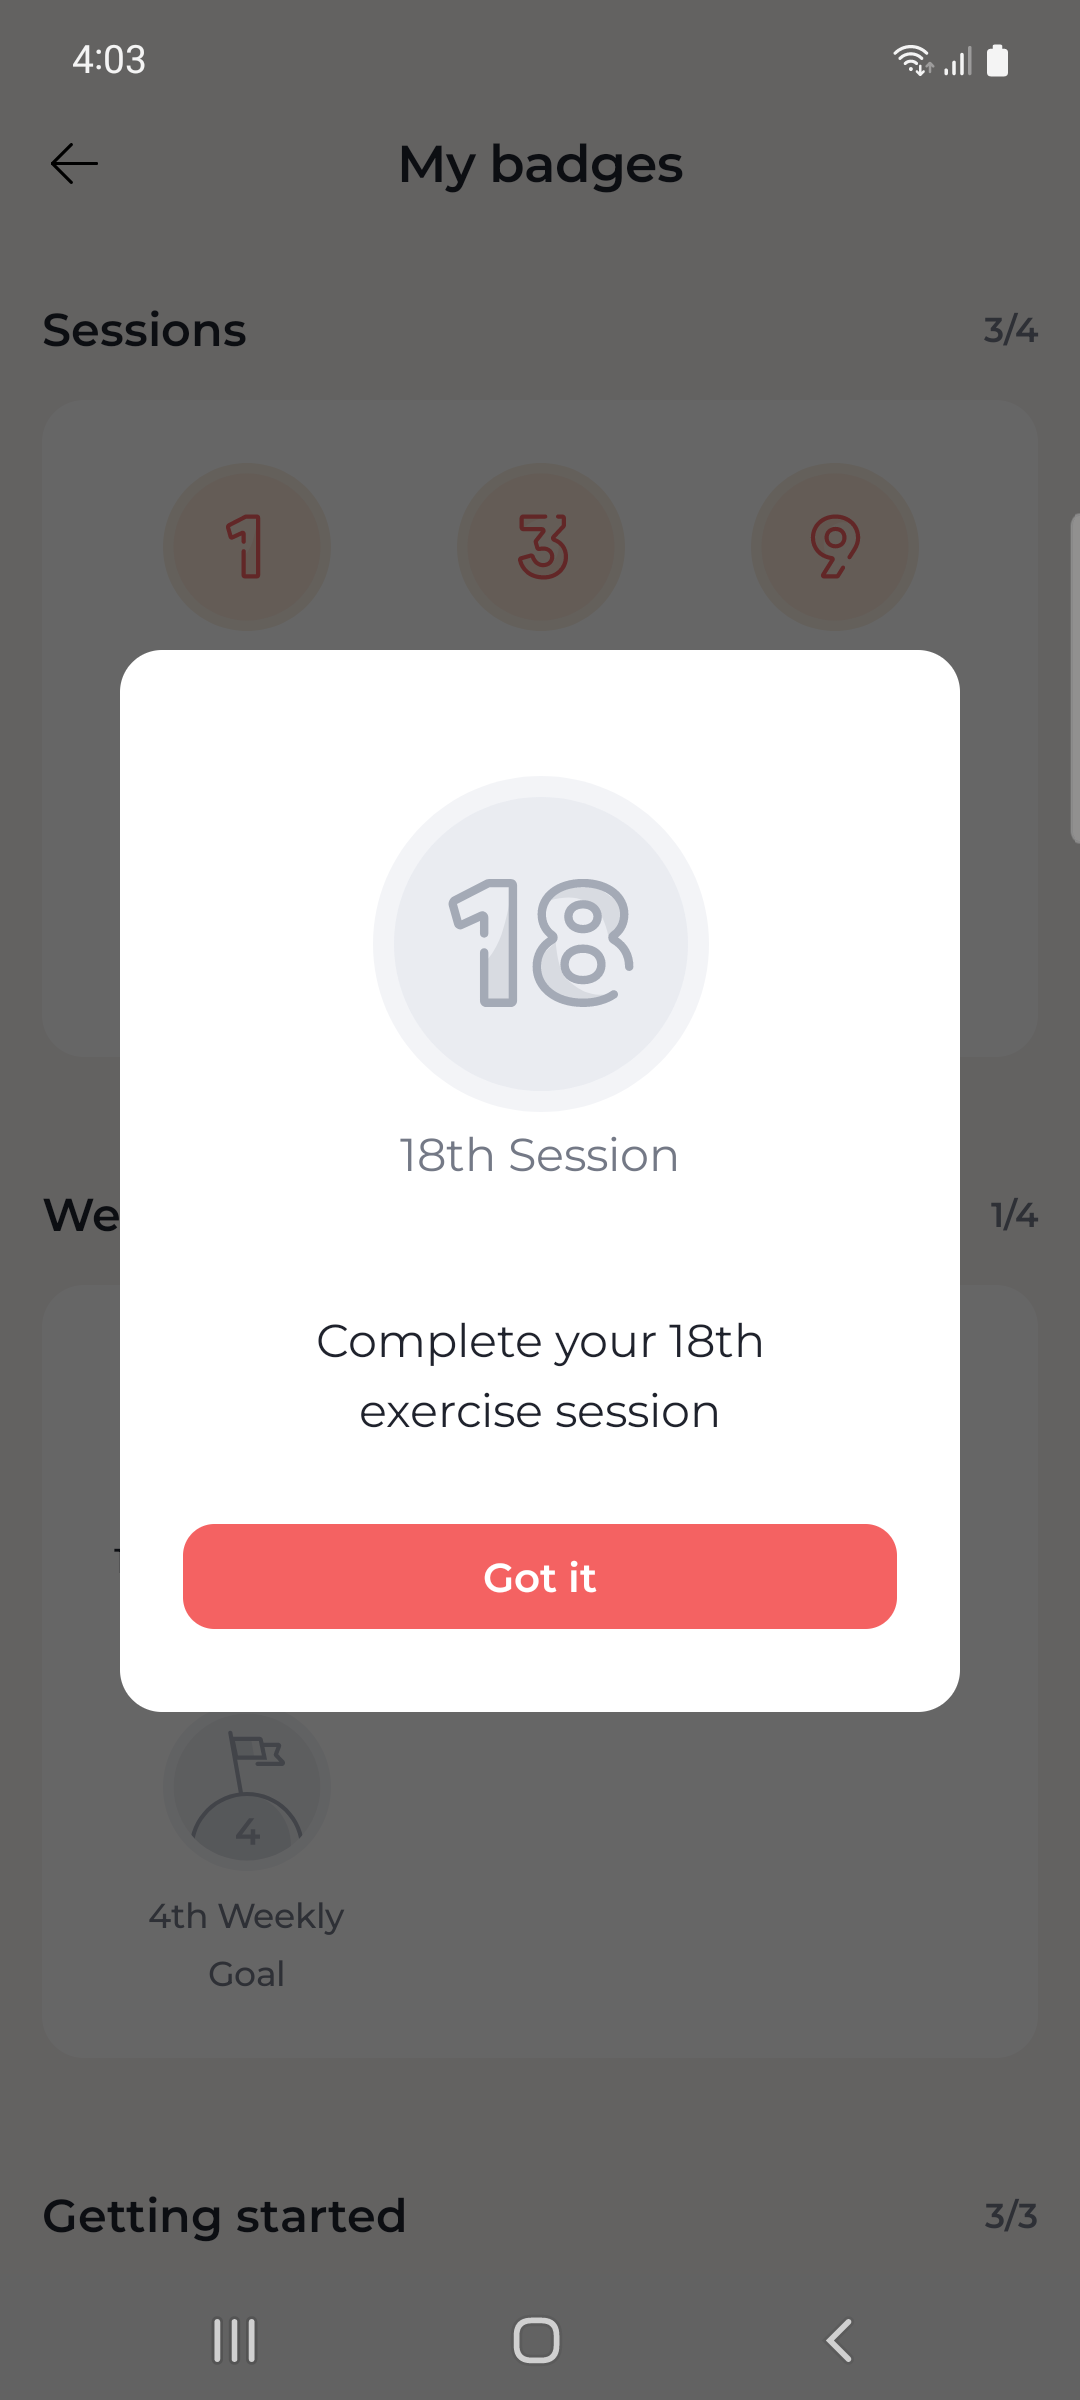 4:03
My badges
Sessions
3/4
1
3
9
18
18th Session
We
1/4
Complete your 18th
exercise session
Got it
4
4th Weekly
Goal
Getting started
3/3